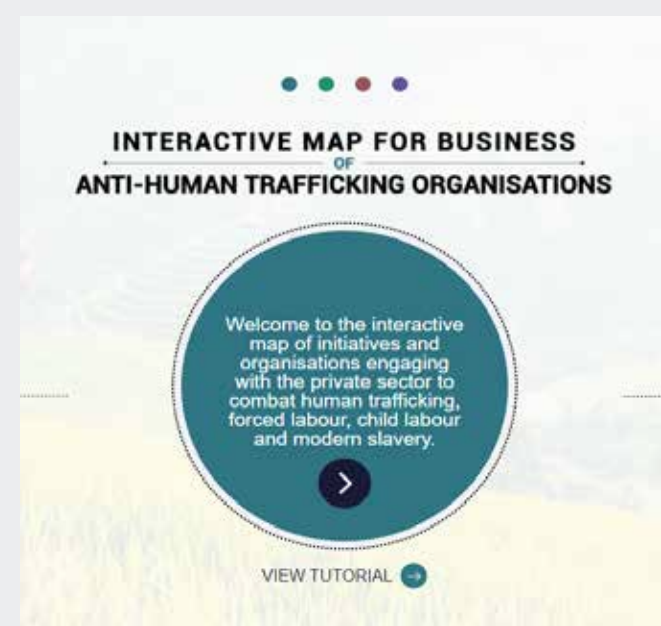 INTERACTIVE MAP FOR BUSINESS
OF
ANTI-HUMAN TRAFFICKING ORGANISATIONS
Welcome to the interactive
map of initiatives and
organisations engaging
with the private sector to
combat human trafficking,
forced labour, child labour
and modern slavery.
VIEW TUTORIAL